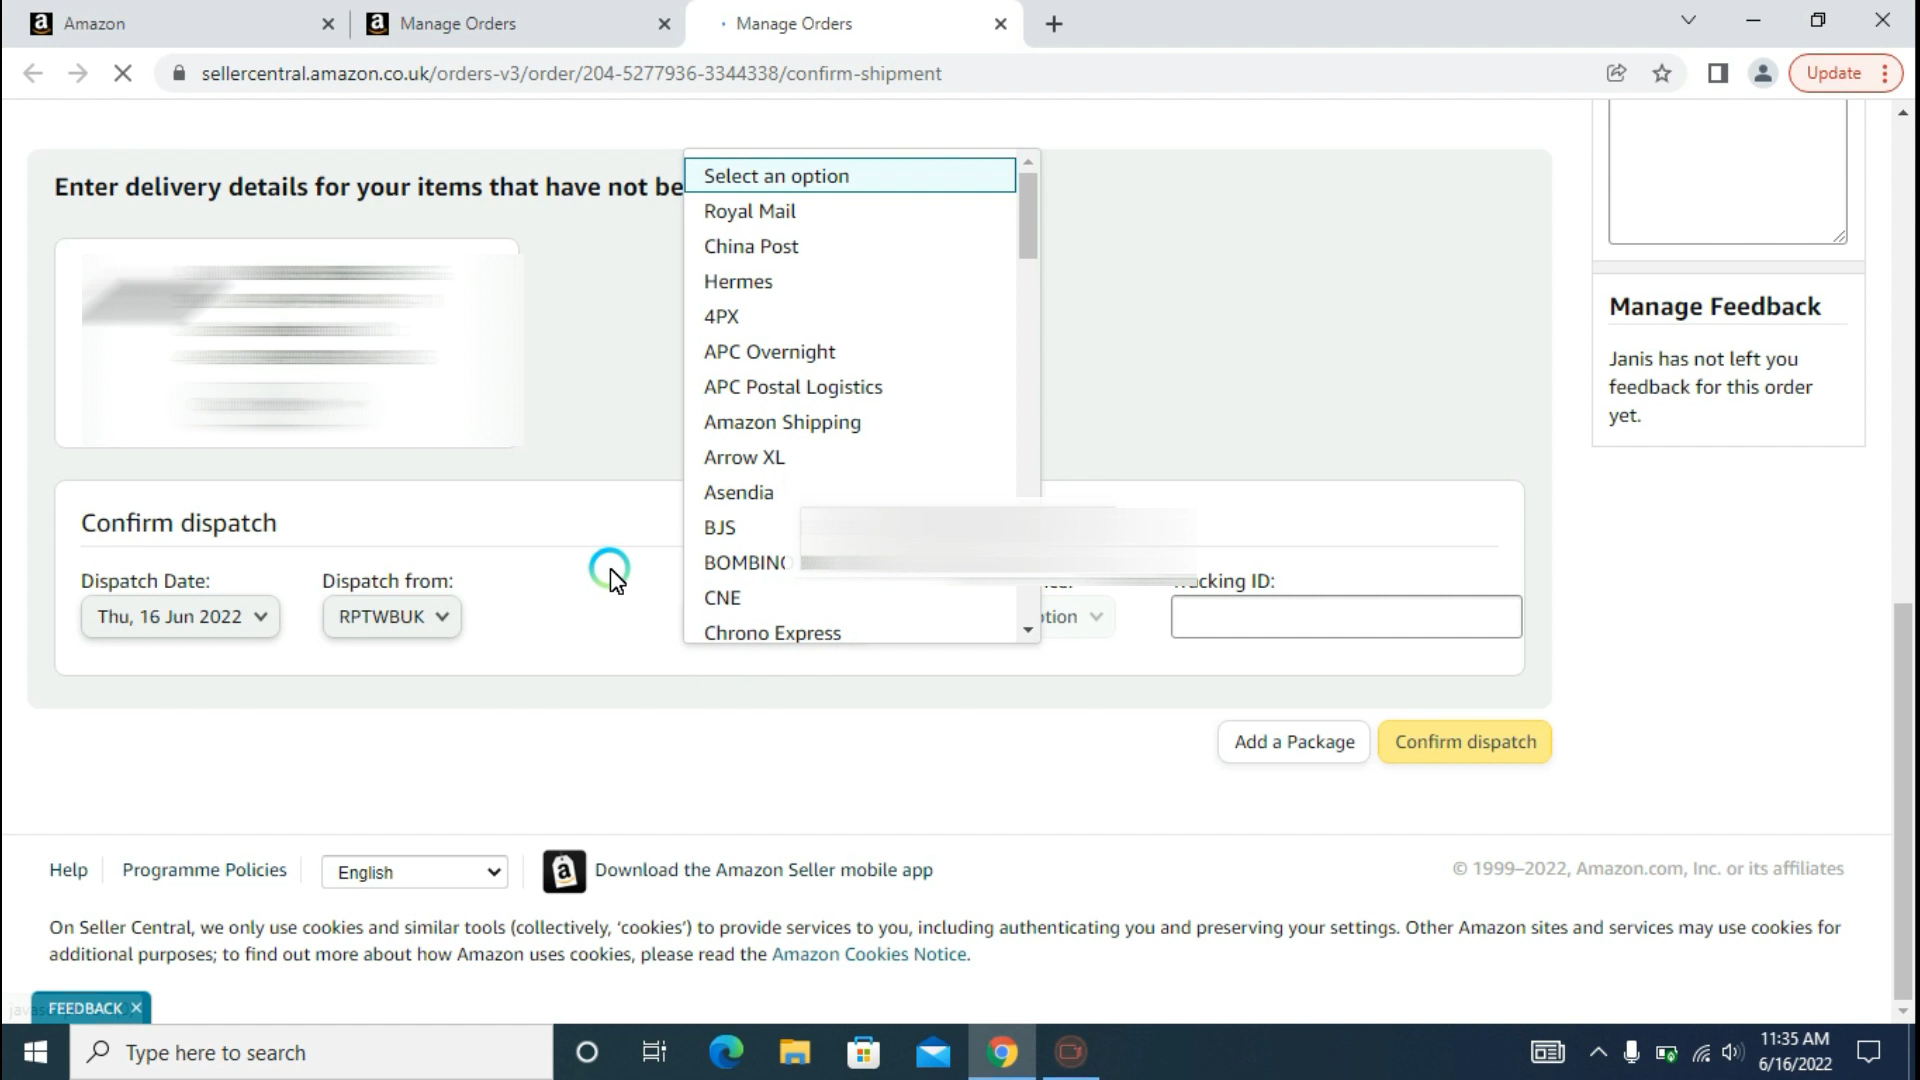 Amazon
Manage Orders
Manage Orders
sellercentral.amazon.co.uk/orders-v3/order/204-5277936-3344338/confirm-shipment
Update
Enter delivery details for your items that have not be
Select an option
Royal Mail
China Post
Hermes
4PX
APC Overnight
APC Postal Logistics
Amazon Shipping
Arrow XL
Asendia
BJS
CNE
Chrono Express
Manage Feedback
Janis has not left you
feedback for this order
yet.
Confirm dispatch
Dispatch Date:
Dispatch from:
ID:
Thu, 16 Jun 2022
RPTWBUK
Add a Package
Confirm dispatch
Help
Programme Policies
English
Download the Amazon Seller mobile app
© 1999–2022, Amazon.com, Inc. or its affiliates
On Seller Central, we only use cookies and similar tools (collectively, 'cookies') to provide services to you, including authenticating you and preserving your settings. Other Amazon sites and services may use cookies for
additional purposes; to find out more about how Amazon uses cookies, please read the Amazon Cookies Notice.
FEEDBACK
Type here to search
11:35 AM
6/16/2022